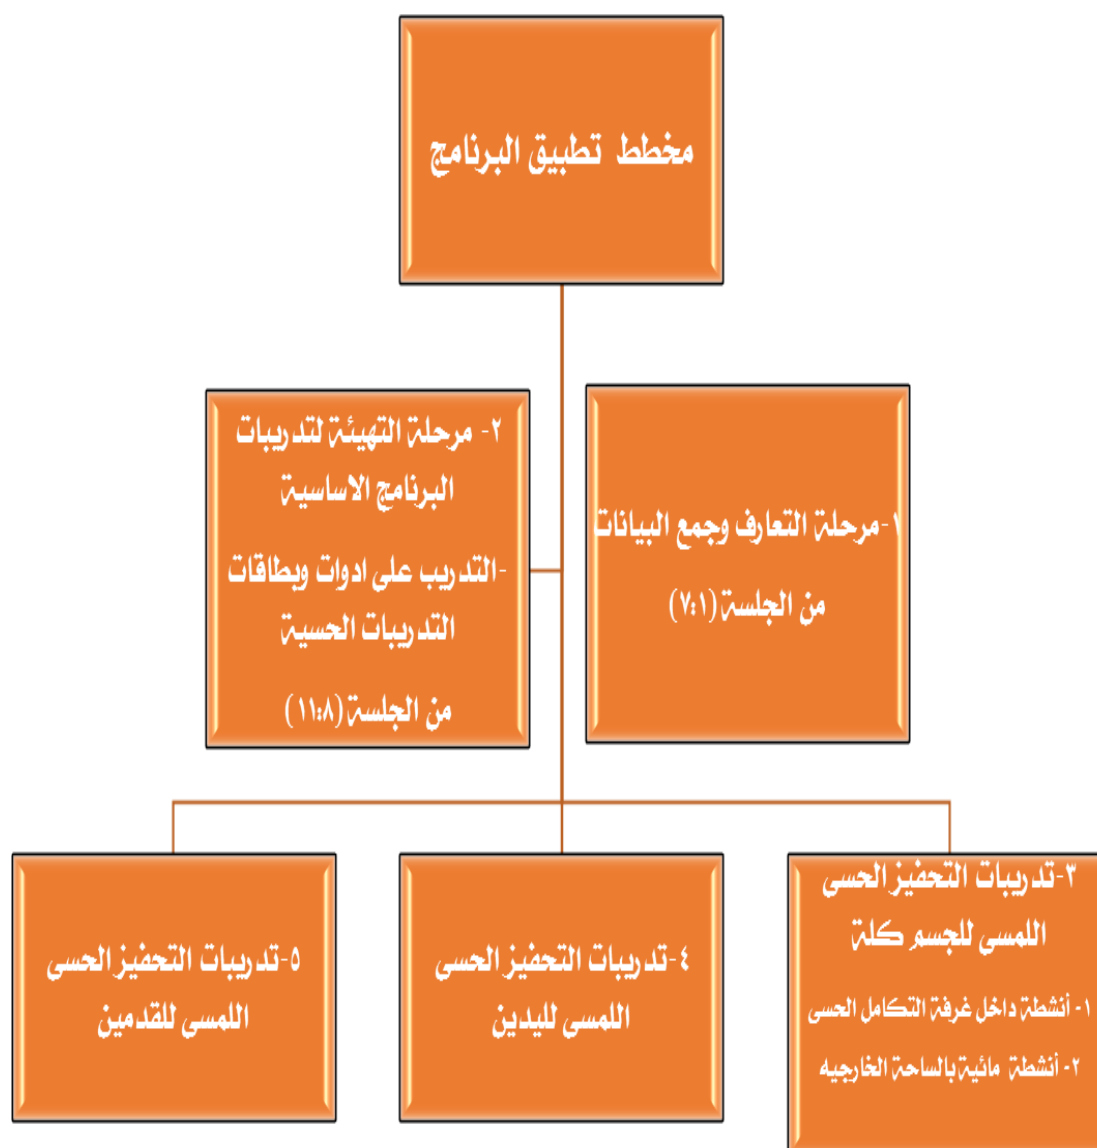 مخطط تطبيق البرنامج
١-مرحلة التعارف وجمع البيانات
من الجلسة (٧:١)
٢- مرحلة التهيئة لتدريبات
البرنامج الاساسية
-التدريب على ادوات وبطاقات
التدريبات الحسية
من الجلسة (١١:٨)
٣-تدريبات التحفيز الحسى
اللمسى للجسم كلة
١- أنشطة داخل غرفة التكامل الحسى
٢- أنشطة مائية بالساحة الخارجيه
٤-تدريبات التحفيز الحسى
اللمسى لليدين
٥-تدريبات التحفيز الحسى
اللمسى للقدمين